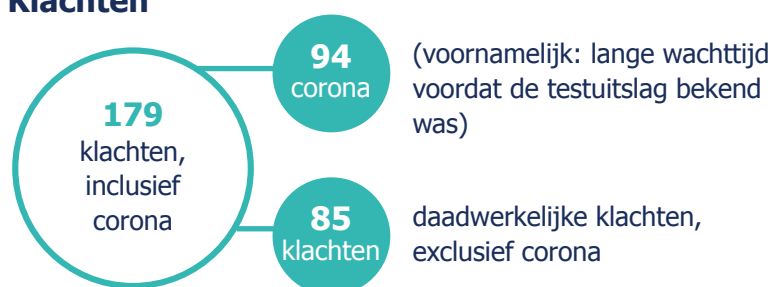 Klachten
94
corona
(voornamelijk: lange wachttijd
voordat de testuitslag bekend
was)
179
klachten,
inclusief
corona
85
klachten
daadwerkelijke klachten,
exclusief corona